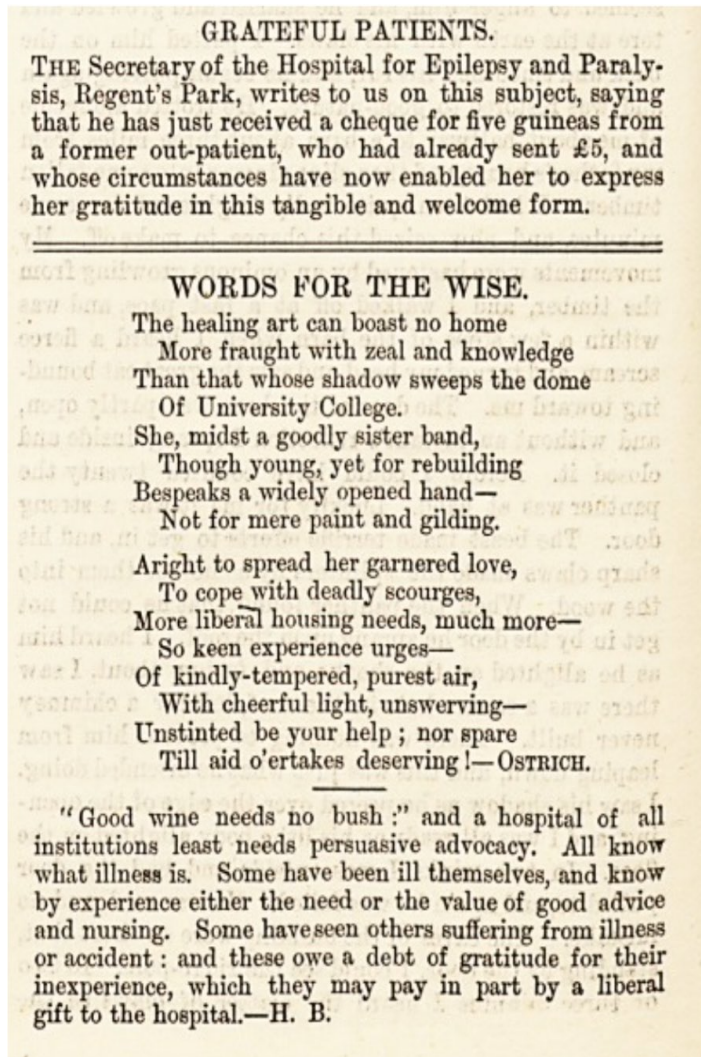 GRATEFUL PATIENTS.
THE Secretary of the Hospital for Epilepsy and Paraly-
sis, Regent's Park, writes to us on this subject, saying
that he has just received a cheque for five guineas from
a former out-patient, who had already sent £5, and
whose circumstances have now enabled her to express
her gratitude in this tangible and welcome form.
WORDS FOR THE WISE.
The healing art can boast no home
More fraught with zeal and knowledge
Than that whose shadow sweeps the dome
Of University College.
She, midst a goodly sister band,
Though young, yet for rebuilding
Bespeaks a widely opened hand—
Not for mere paint and gilding.
Aright to spread her garnered love,
To cope with deadly scourges,
More liberal housing needs, much more—
So keen experience urges—
Of kindly-tempered, purest air,
With cheerful light, unswerving—
Unstinted be your help ; nor spare
Till aid o'ertakes deserving !—OSTRICH.
"Good wine needs no bush :" and a hospital of all
institutions least needs persuasive advocacy. All know
what illness is. Some have been ill themselves, and know
by experience either the need or the value of good advice
and nursing. Some have seen others suffering from illness
or accident : and these owe a debt of gratitude for their
inexperience, which they may pay in part by a liberal
gift to the hospital.—H. B.